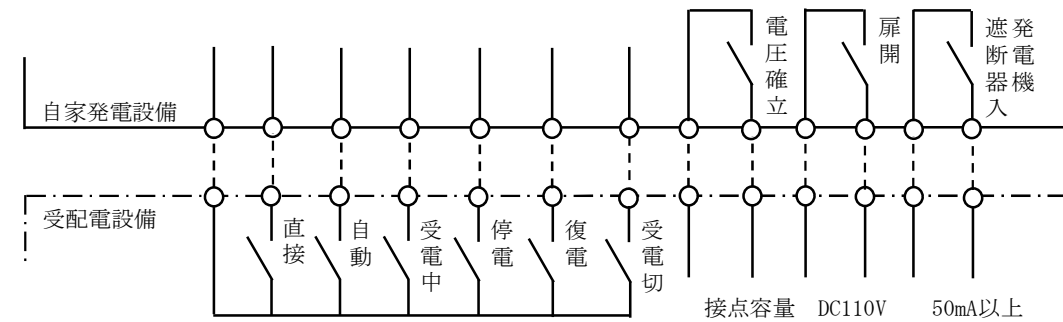 電圧確立
扉開
発電機
遮断器入
自家発電設備
受配電設備
直接
自動
受電中
停電
復電
受電切
接点容量 DC110V 50mA以上